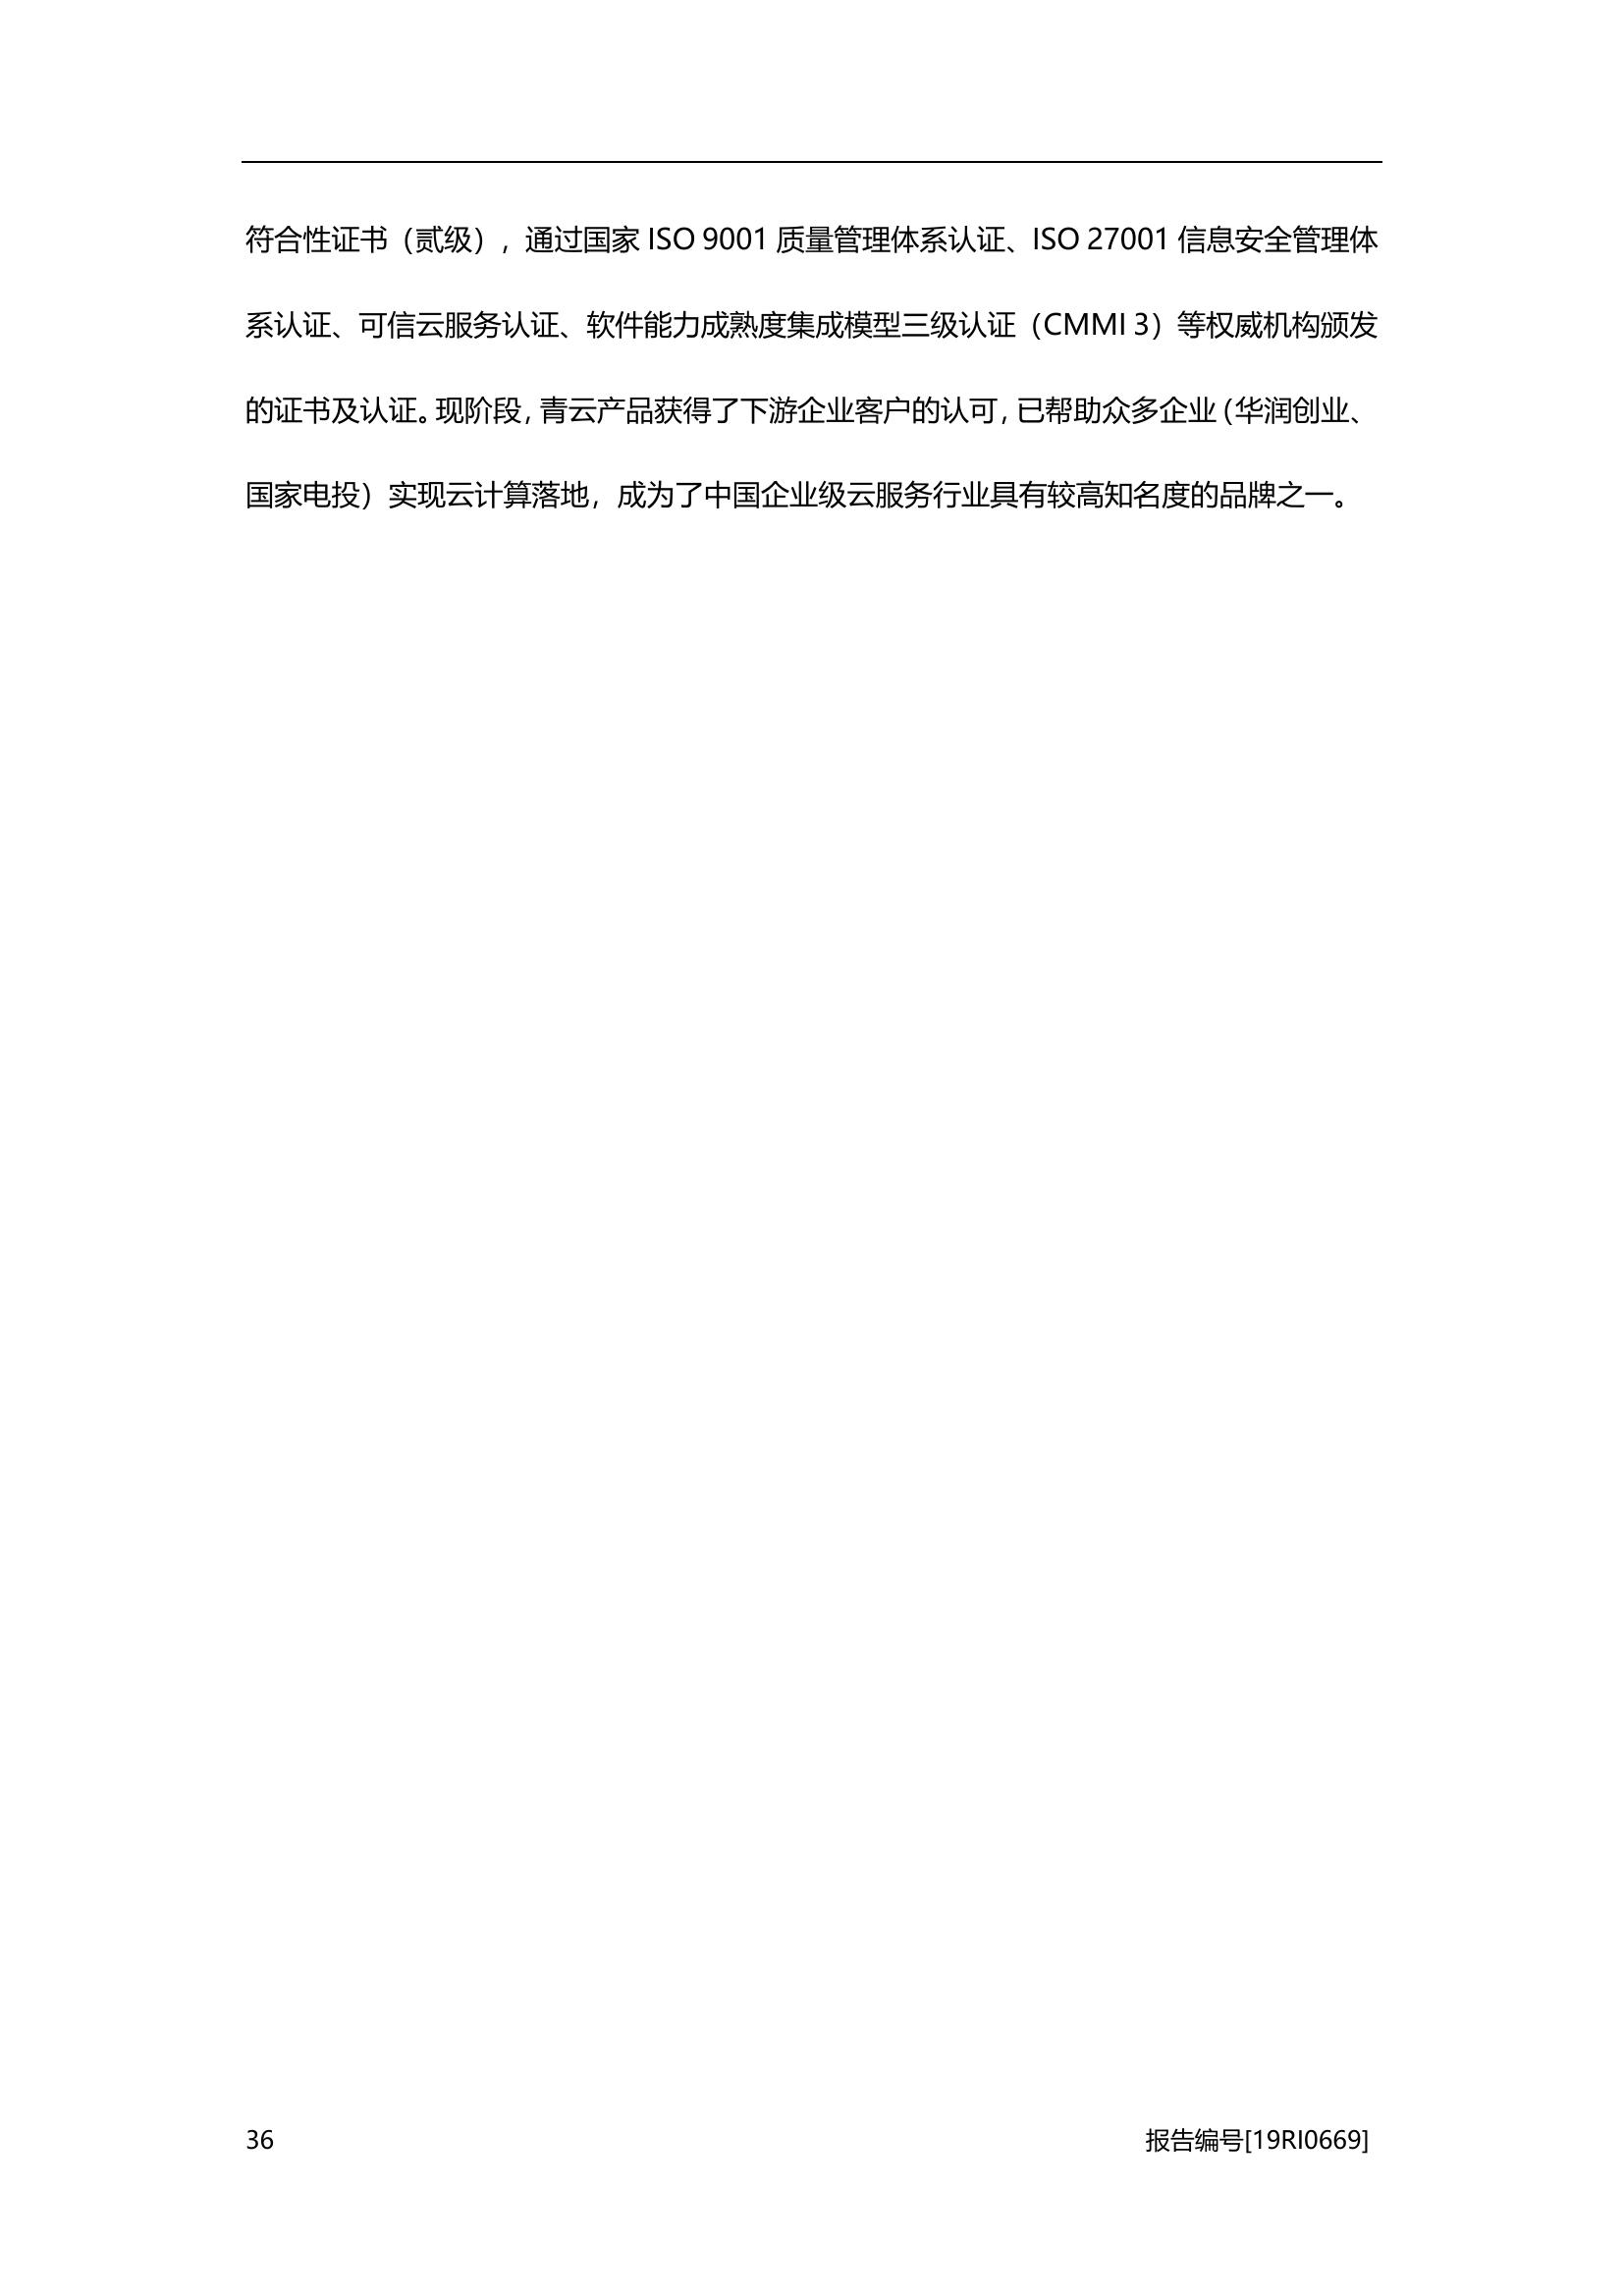 符合性证书（贰级），通过国家 ISO 9001 质量管理体系认证、ISO 27001 信息安全管理体
系认证、可信云服务认证、软件能力成熟度集成模型三级认证（CMMI 3）等权威机构颁发
的证书及认证。现阶段，青云产品获得了下游企业客户的认可，已帮助众多企业（华润创业、
国家电投）实现云计算落地，成为了中国企业级云服务行业具有较高知名度的品牌之一。
36
报告编号[19RI0669]